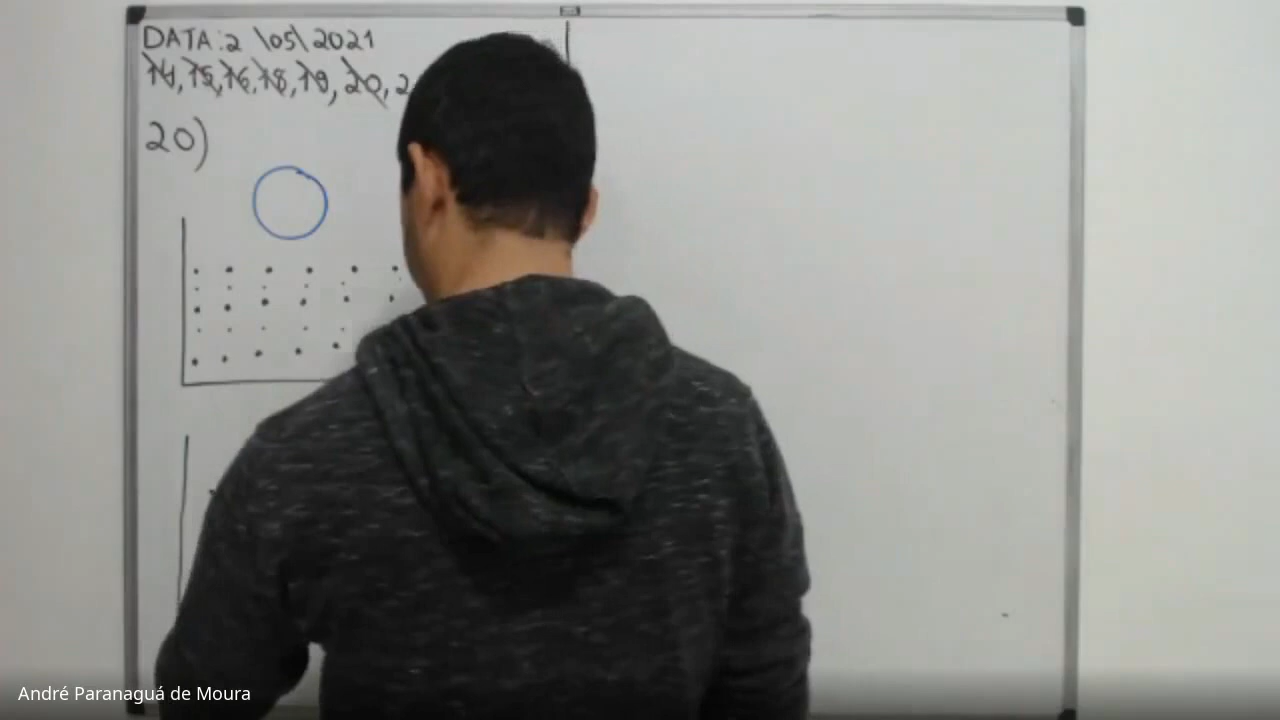 DATA: 2 \05\ 2021
14, 15, 16, 18, 19, 20, 2
20)
André Paranaguá de Moura